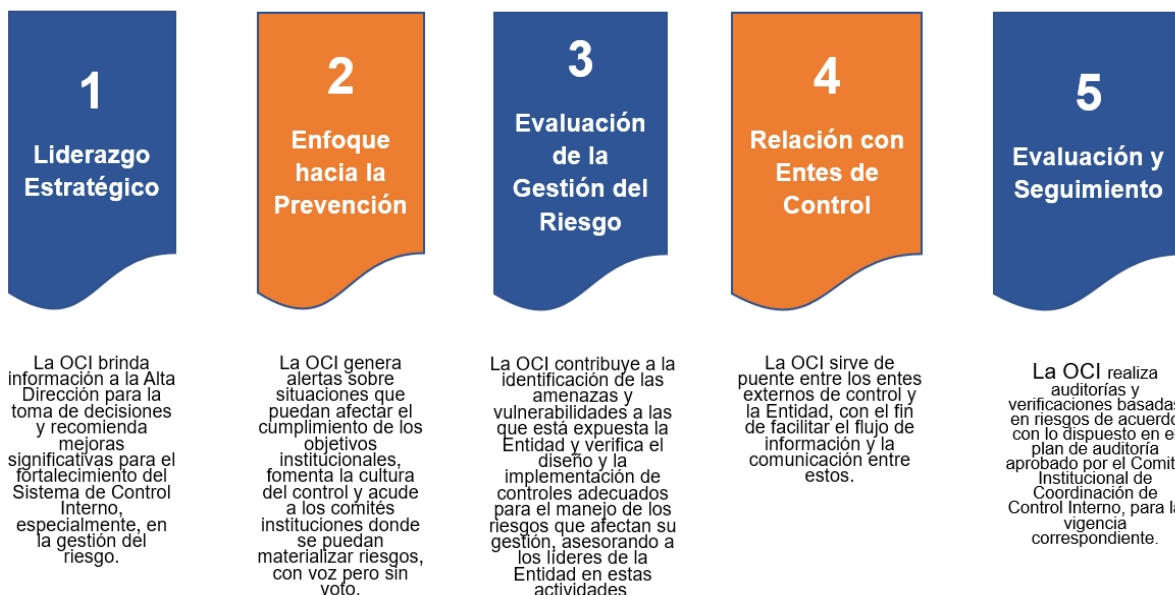 1
Liderazgo
Estratégico
La OCI brinda
información a la Alta
Dirección para la
toma de decisiones
y recomienda
mejoras
significativas para el
fortalecimiento del
Sistema de Control
Interno,
especialmente, en
la gestión del
riesgo.
2
Enfoque
hacia la
Prevención
La OCI genera
alertas sobre
situaciones que
puedan afectar el
cumplimiento de los
objetivos
institucionales,
fomenta la cultura
del control y acude
a los comités
instituciones donde
se puedan
materializar riesgos,
con voz pero sin
voto.
3
Evaluación
de la
Gestión del
Riesgo
La OCI contribuye a la
identificación de las
amenazas y
vulnerabilidades a las
que está expuesta la
Entidad y verifica el
diseño y la
implementación de
controles adecuados
para el manejo de los
riesgos que afectan su
gestión, asesorando a
los líderes de la
Entidad en estas
actividades
4
Relación con
Entes de
Control
La OCI sirve de
puente entre los entes
externos de control y
la Entidad, con el fin
de facilitar el flujo de
información y la
comunicación entre
estos.
5
Evaluación y
Seguimiento
La OCI realiza
auditorías y
verificaciones basadas
en riesgos de acuerdo
con lo dispuesto en e
plan de auditoría
aprobado por el Comit
Institucional de
Coordinación de
Control Interno, para la
vigencia
correspondiente.